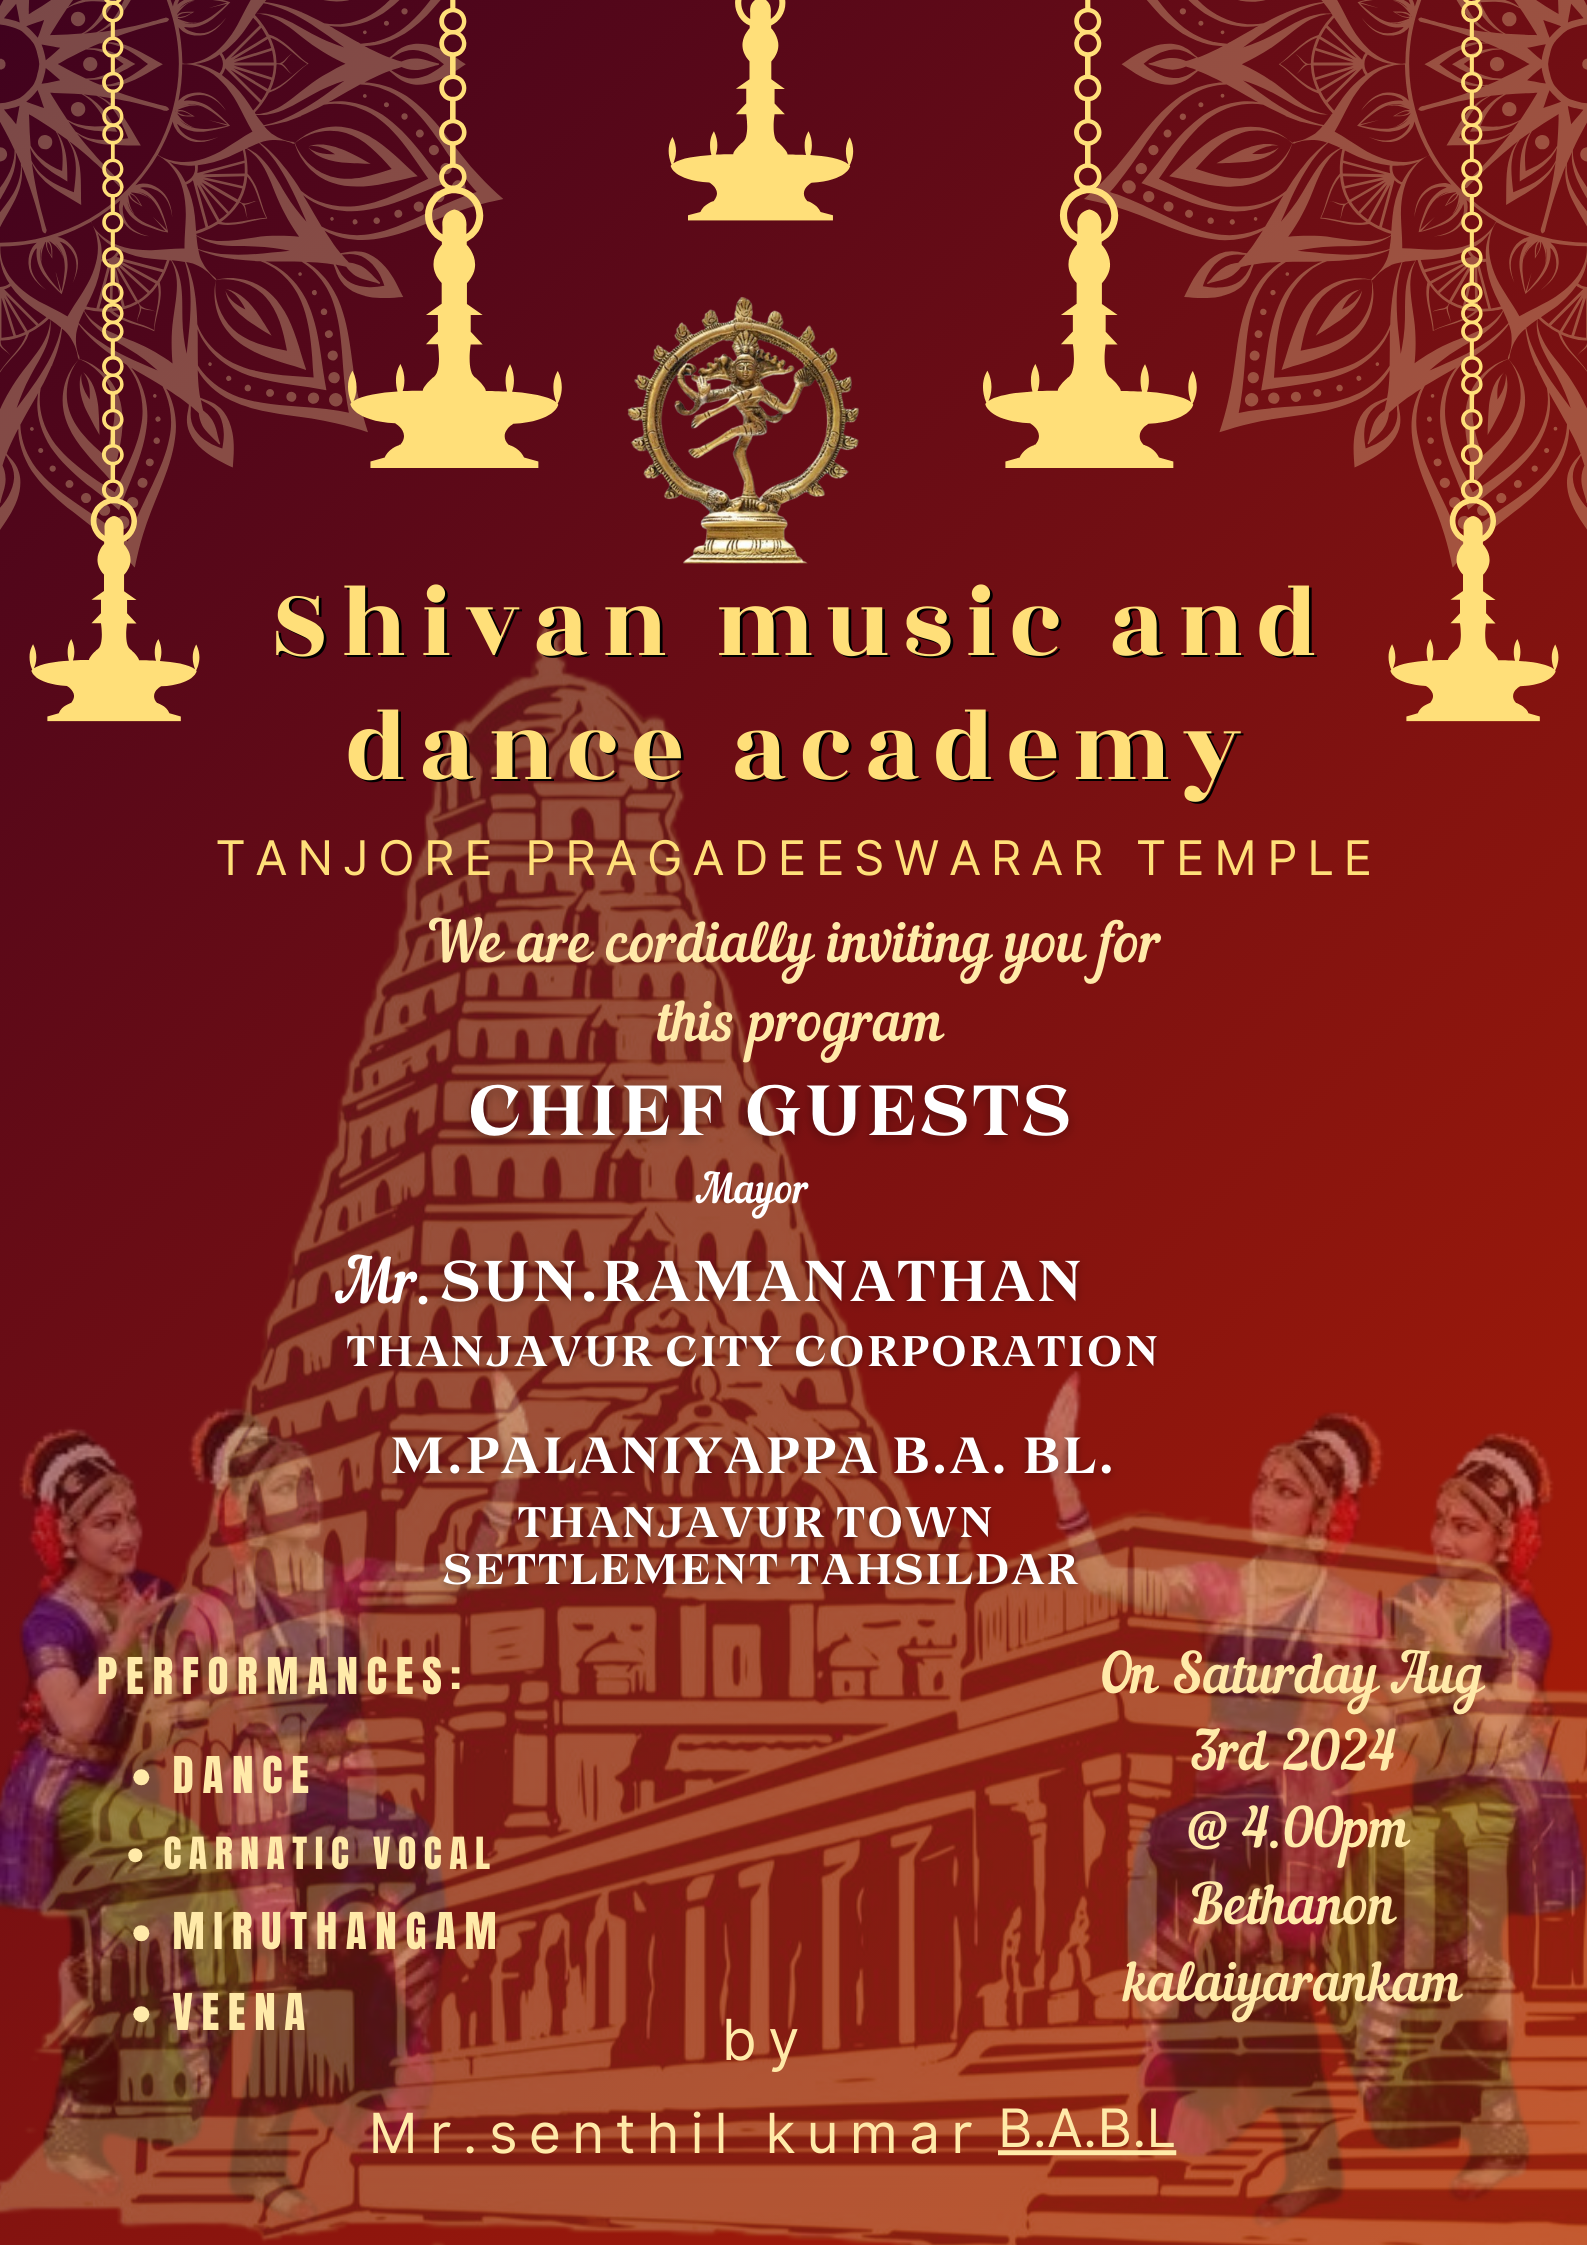 Shivan music and
dance academy
TANJORE PRAGADEESWARAR TEMPLE
We are cordially inviting you for
this program
CHIEF GUESTS
Mayor
Mr. SUN.RAMANATHAN
THANJAVUR CITY CORPORATION
M.PALANIYAPPA B.A. BL.
THANJAVUR TOWN
SETTLEMENT TAHSILDAR
PERFORMANCES:
• DANCE
• CARNATIC VOCAL
• MIRUTHANGAM
• VEENA
On Saturday Aug
3rd 2024
@ 4.00pm
Bethanon
kalaiyarankam
by
Mr.senthil kumar B.A.B.L